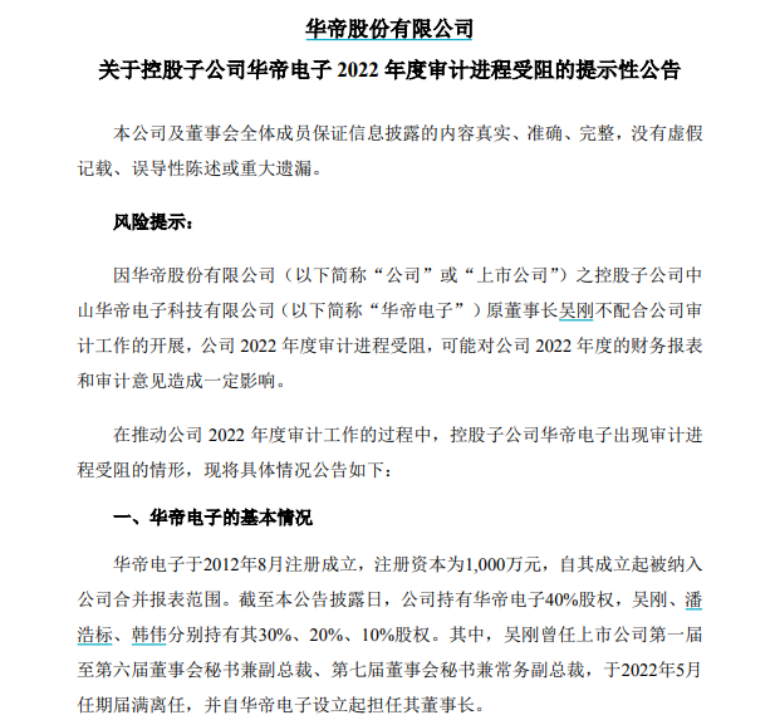 华帝股份有限公司
关于控股子公司华帝电子 2022 年度审计进程受阻的提示性公告
本公司及董事会全体成员保证信息披露的内容真实、准确、完整，没有虚假
记载、误导性陈述或重大遗漏。
风险提示：
因华帝股份有限公司（以下简称“公司”或“上市公司”）之控股子公司中
山华帝电子科技有限公司（以下简称“华帝电子”）原董事长吴刚不配合公司审
计工作的开展，公司 2022 年度审计进程受阻，可能对公司 2022 年度的财务报表
和审计意见造成一定影响。
在推动公司 2022 年度审计工作的过程中，控股子公司华帝电子出现审计进
程受阻的情形，现将具体情况公告如下：
一、华帝电子的基本情况
华帝电子于2012年8月注册成立，注册资本为1,000万元，自其成立起被纳入
公司合并报表范围。截至本公告披露日，公司持有华帝电子40%股权，吴刚、潘
浩标、韩伟分别持有其30%、20%、10%股权。其中，吴刚曾任上市公司第一届
至第六届董事会秘书兼副总裁、第七届董事会秘书兼常务副总裁，于2022年5月
任期届满离任，并自华帝电子设立起担任其董事长。